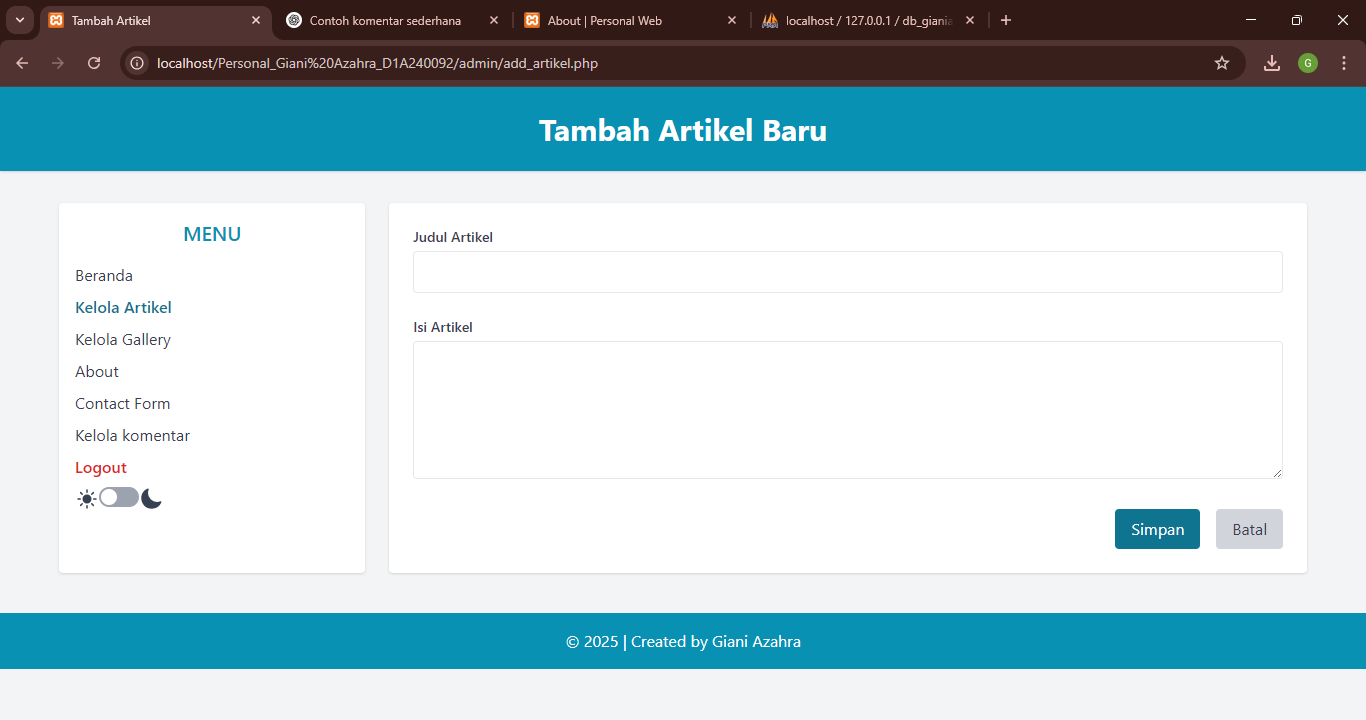 Tambah Artikel
Contoh komentar sederhana
About | Personal Web
localhost / 127.0.0.1 / db_giania
localhost/Personal_Giani%20Azahra_D1A240092/admin/add_artikel.php
G
Tambah Artikel Baru
MENU
Beranda
Kelola Artikel
Kelola Gallery
About
Contact Form
Kelola komentar
Logout
Judul Artikel
Isi Artikel
Simpan
Batal
© 2025 | Created by Giani Azahra